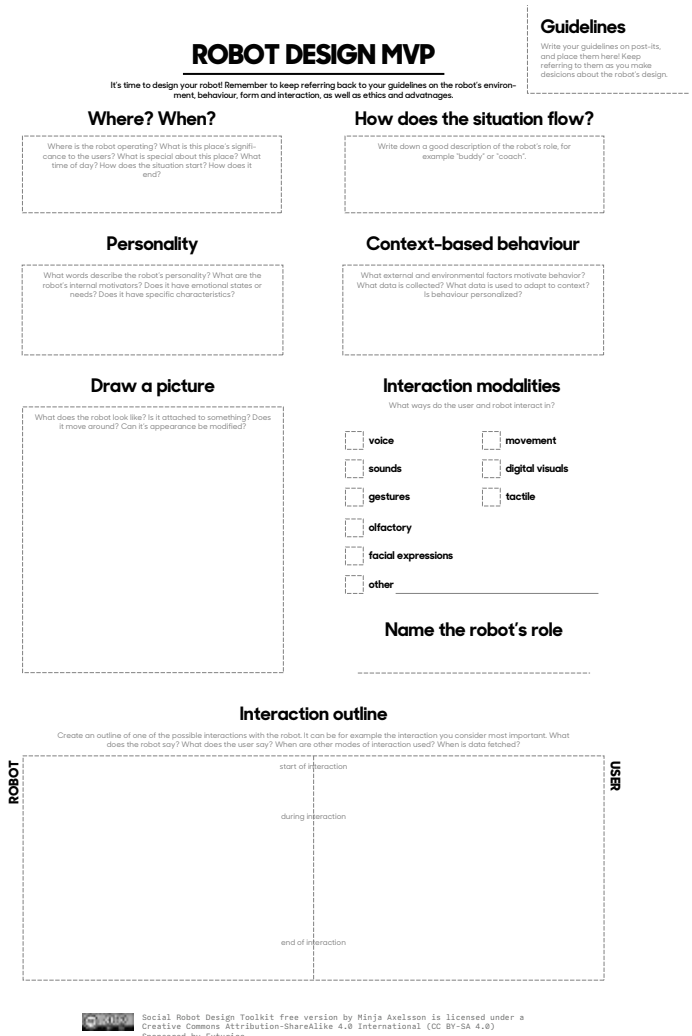 Guidelines
Write your guidelines on post-its,
and place them here! Keep
referring to them as you make
desicions about the robot's design.
ROBOT DESIGN MVP
It's time to design your robot! Remember to keep referring back to your guidelines on the robot's environ-
ment, behaviour, form and interaction, as well as ethics and advatnages.
Where? When?
Where is the robot operating? What is this place's signifi-
cance to the users? What is special about this place? What
time of day? How does the situation start? How does it
end?
How does the situation flow?
Write down a good description of the robot's role, for
example "buddy" or "coach".
Personality
What words describe the robot's personality? What are the
robot's internal motivators? Does it have emotional states or
needs? Does it have specific characteristics?
Context-based behaviour
What external and environmental factors motivate behaviour?
What data is collected? What data is used to adapt to context?
Is behaviour personalized?
Draw a picture
What does the robot look like? Is it attached to something? Does
it move around? Can it's appearance be modified?
Interaction modalities
What ways do the user and robot interact in?
voice
movement
sounds
digital visuals
gestures
tactile
olfactory
facial expressions
other
Name the robot's role
Interaction outline
Create an outline of one of the possible interactions with the robot. It can be for example the interaction you consider most important. What
does the robot say? What does the user say? When are other modes of interaction used? When is data fetched?
ROBOT
USER
start of interaction
during interaction
end of interaction
Social Robot Design Toolkit free version by Minja Axelsson is licensed under a
Creative Commons Attribution-ShareAlike 4.0 International (CC BY-SA 4.0)